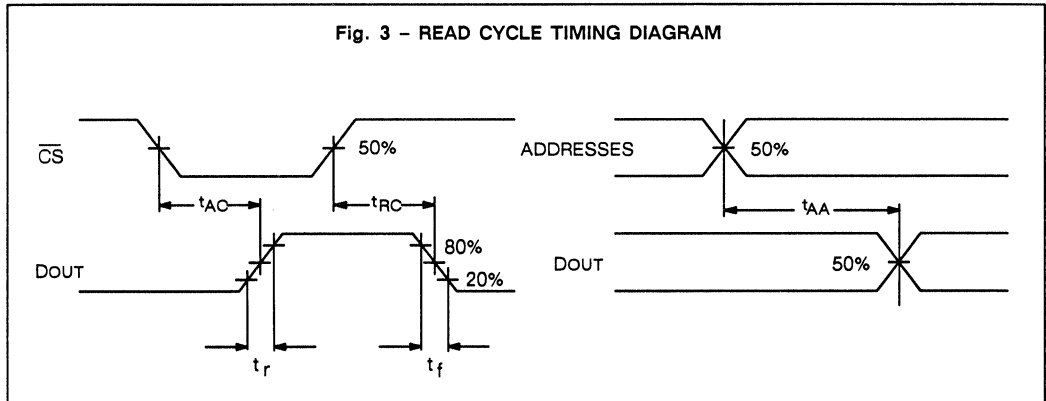 Fig. 3 – READ CYCLE TIMING DIAGRAM
CS
50%
tAC
tRC
DOUT
80%
20%
tr
tf
ADDRESSES
50%
tAA
DOUT
50%